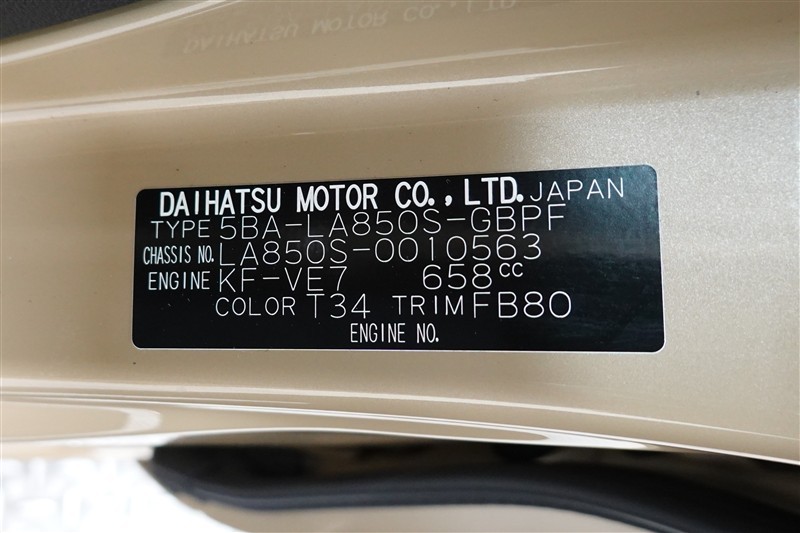 DAIHATSU MOTOR CO., LTD. JAPAN
TYPE 5BA-LA850S-GBPF
CHASSIS NO. LA850S-0010563
ENGINE KF-VE7 658cc
COLOR T34 TRIM FB80
ENGINE NO.